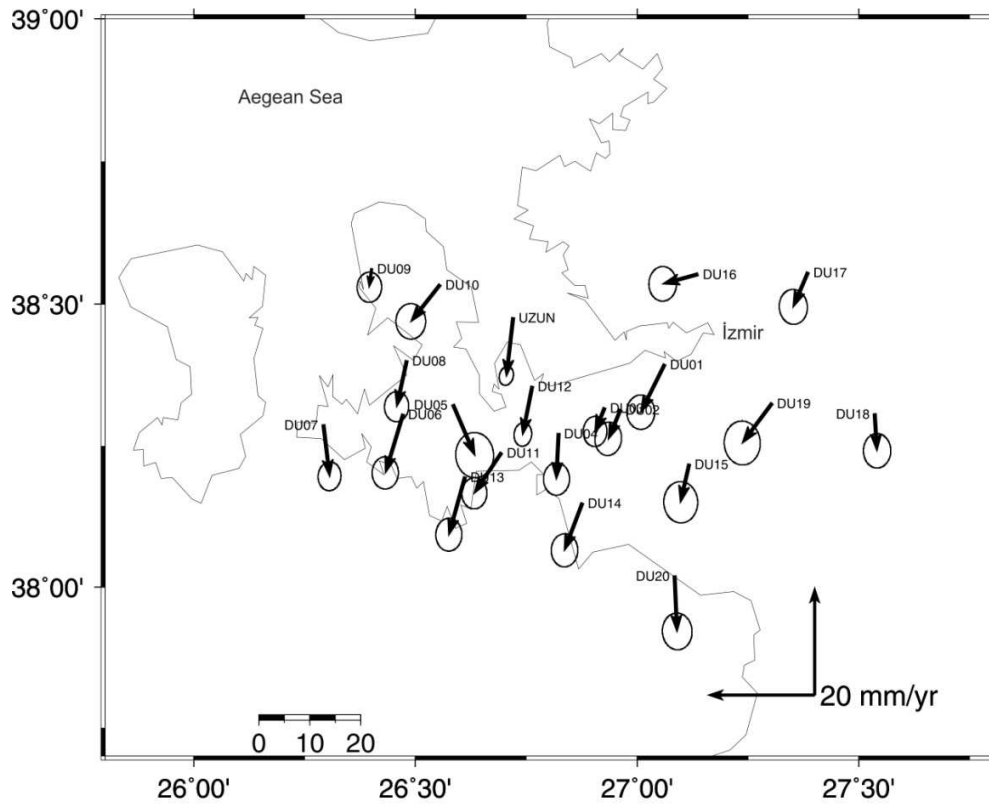 39°00'
Aegean Sea
DU09
DU16
DU17
DU10
38°30'
UZUN
İzmir
DU08
DU01
DU12
DU05
DU19
DU02
DU06
DU18
DU07
DU04
DU11
DU15
DU13
DU14
DU20
38°00'
20 mm/yr
0 10 20
26°00' 26°30' 27°00' 27°30'